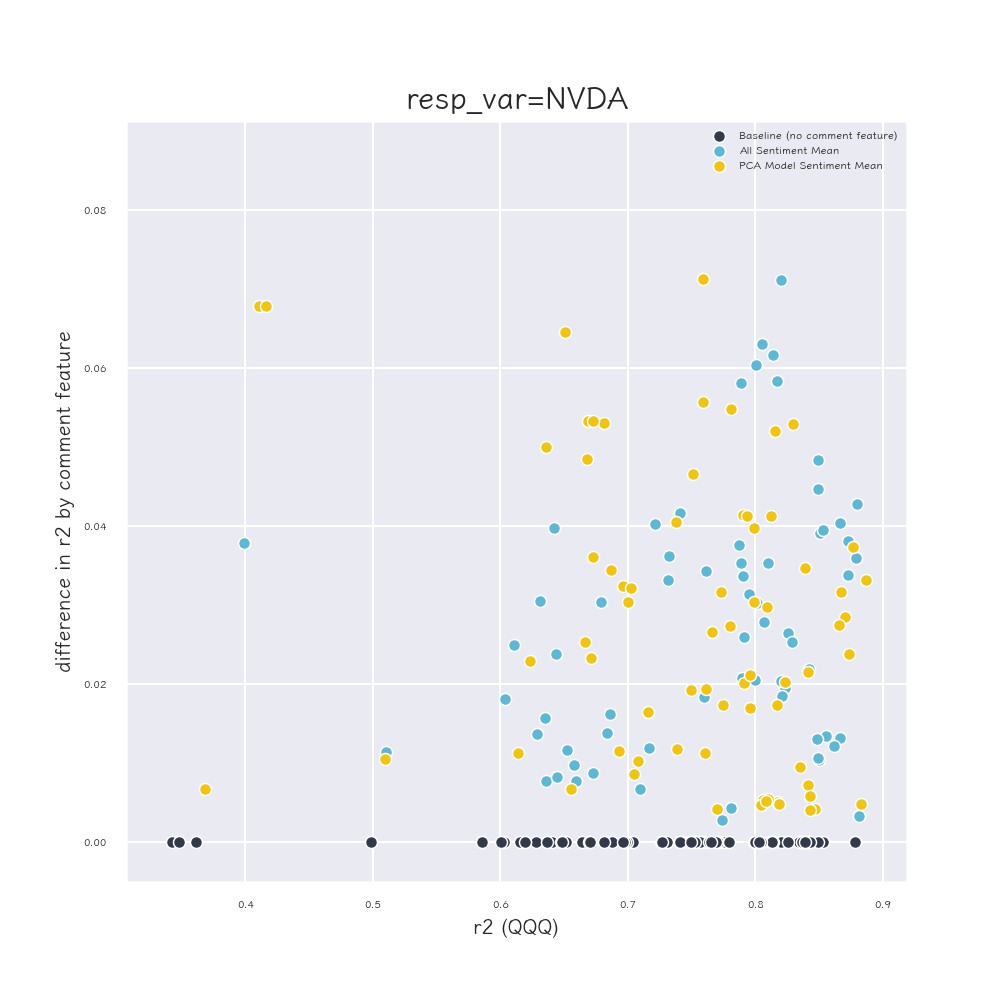 resp_var=NVDA
Baseline (no comment feature)
All Sentiment Mean
PCA Model Sentiment Mean
difference in r2 by comment feature
0.08
0.06
0.04
0.02
0.00
0.4 0.5 0.6 0.7 0.8 0.9
r2 (QQQ)